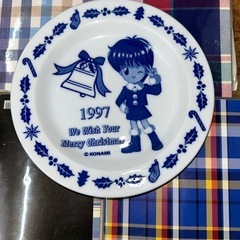 1997
We Wish Your
Merry Christmas
© KONAMI